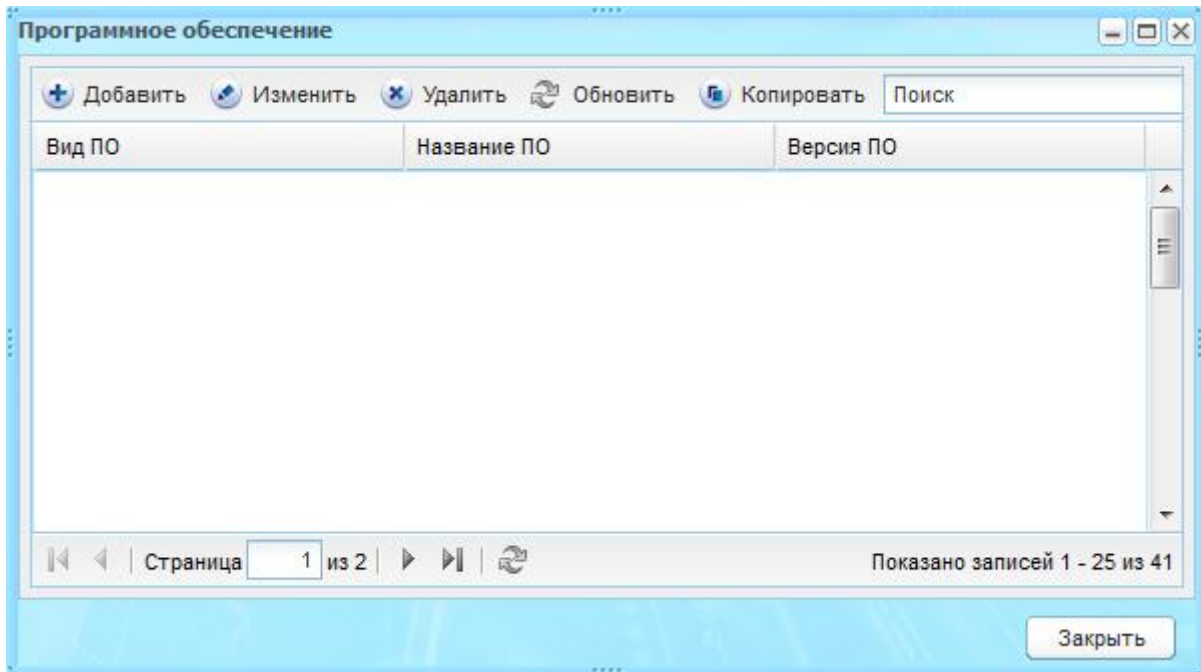 Программное обеспечение
Добавить Изменить Удалить Обновить Копировать Поиск
Вид ПО Название ПО Версия ПО
Страница 1 из 2 Показано записей 1 - 25 из 41
Закрыть